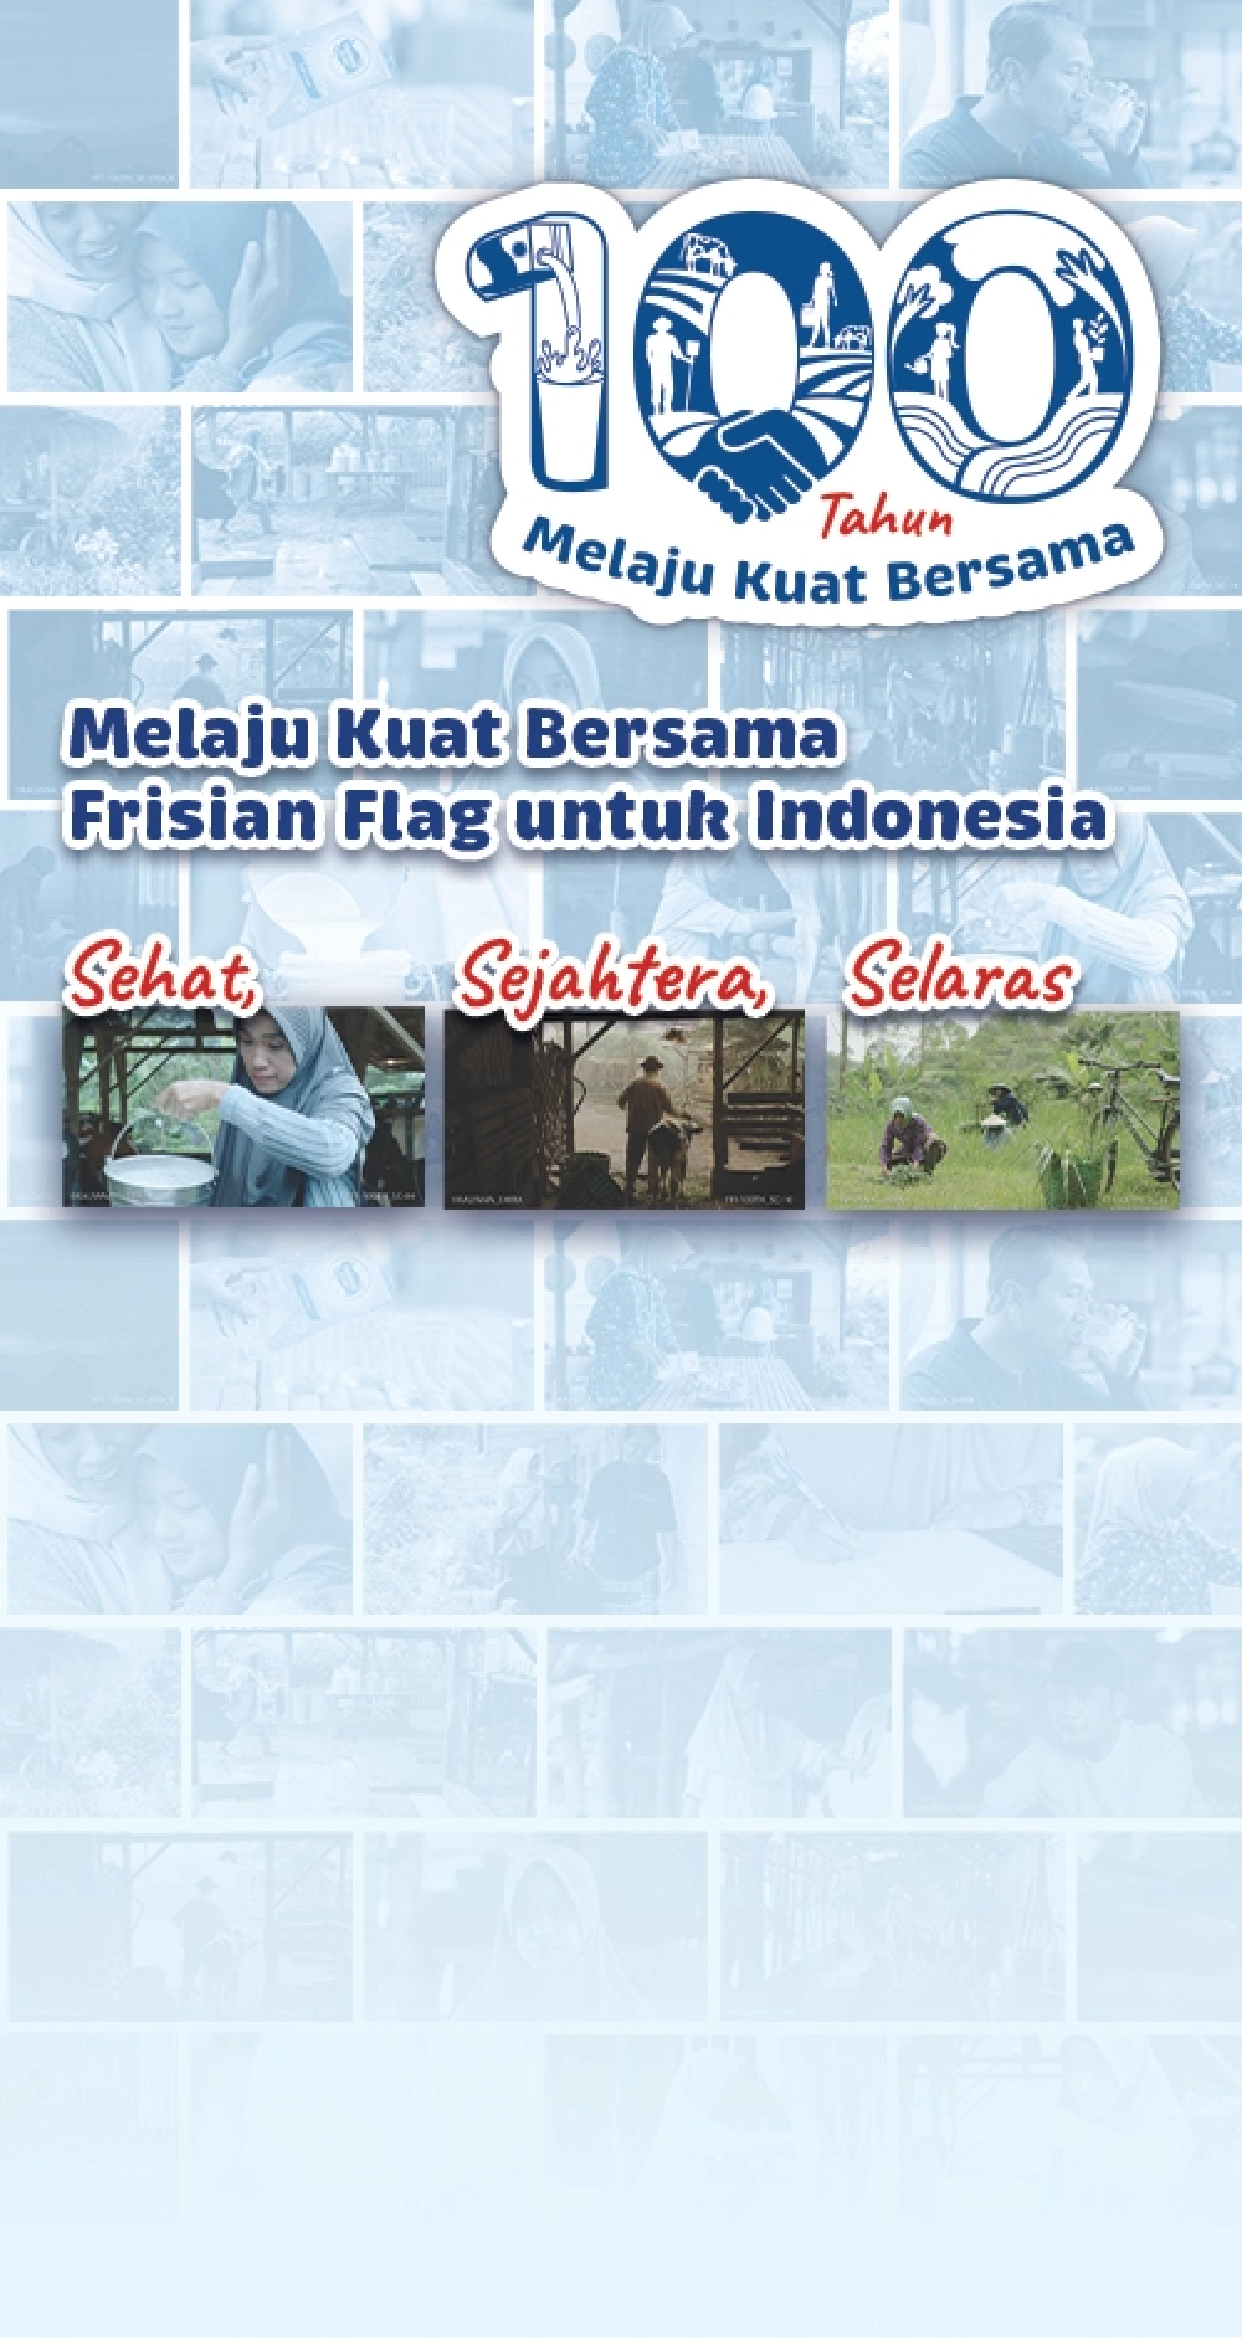 100
Tahun
Melaju Kuat Bersama
Melaju Kuat Bersama
Frisian Flag untuk Indonesia
Sehat,
Sejahtera,
Selaras